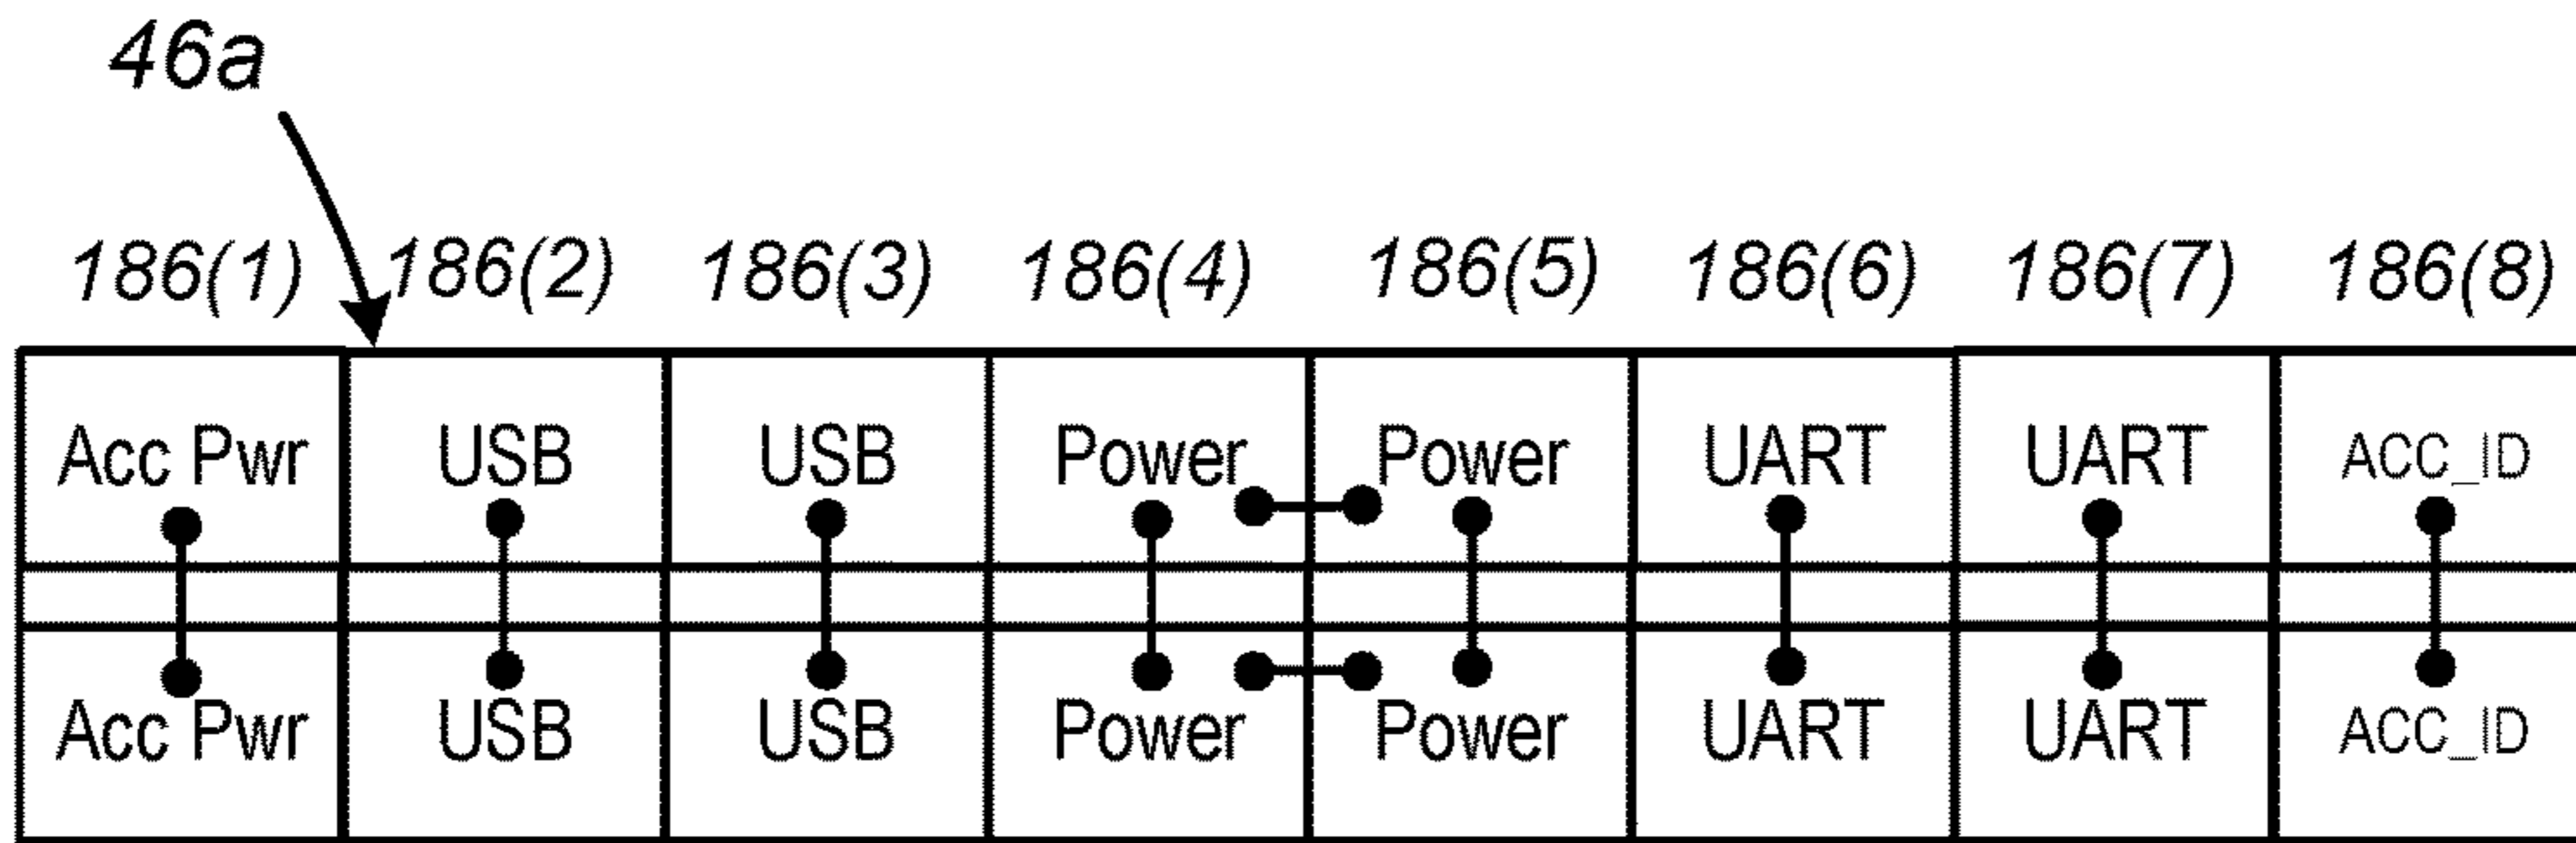 46a
186(1) 186(2) 186(3) 186(4) 186(5) 186(6) 186(7) 186(8)
Acc Pwr USB USB Power Power UART UART ACC_ID
Acc Pwr USB USB Power Power UART UART ACC_ID